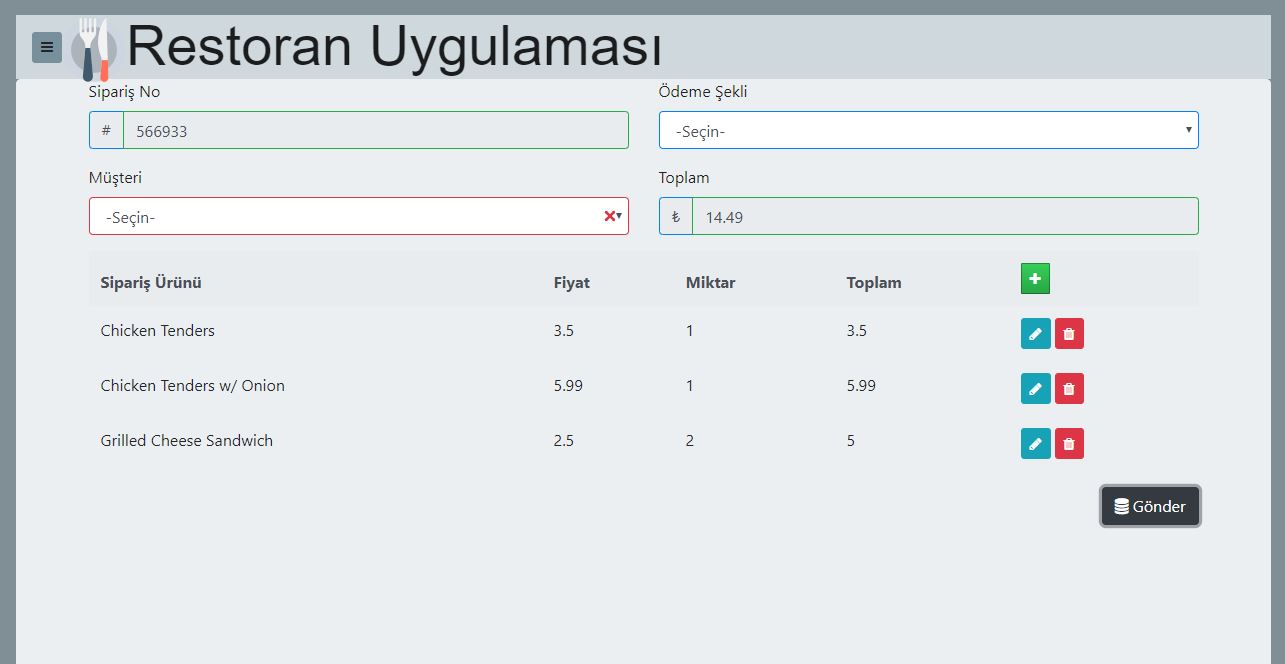 Restoran Uygulaması
Sipariş No
Ödeme Şekli
# 566933
-Seçin-
Müşteri
Toplam
-Seçin-
₺ 14.49
Sipariş Ürünü Fiyat Miktar Toplam
Chicken Tenders 3.5 1 3.5
Chicken Tenders w/ Onion 5.99 1 5.99
Grilled Cheese Sandwich 2.5 2 5
Gönder